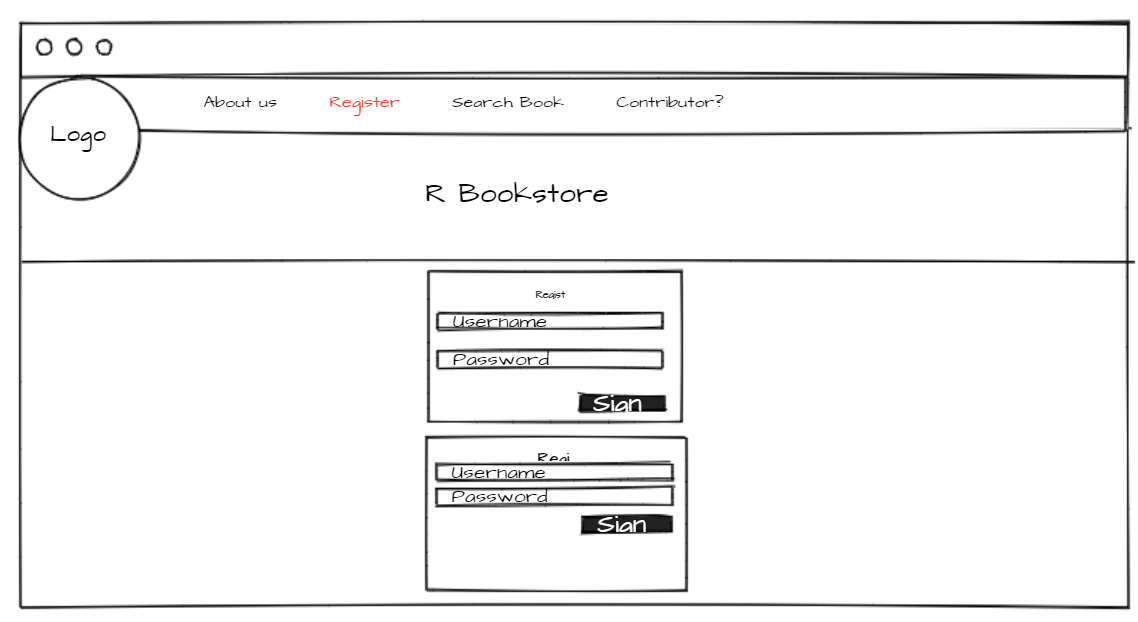 About us Register Search Book Contributor?
Logo
R Bookstore
Regist
Username
Password
Sign
Regi
Username
Password
Sign